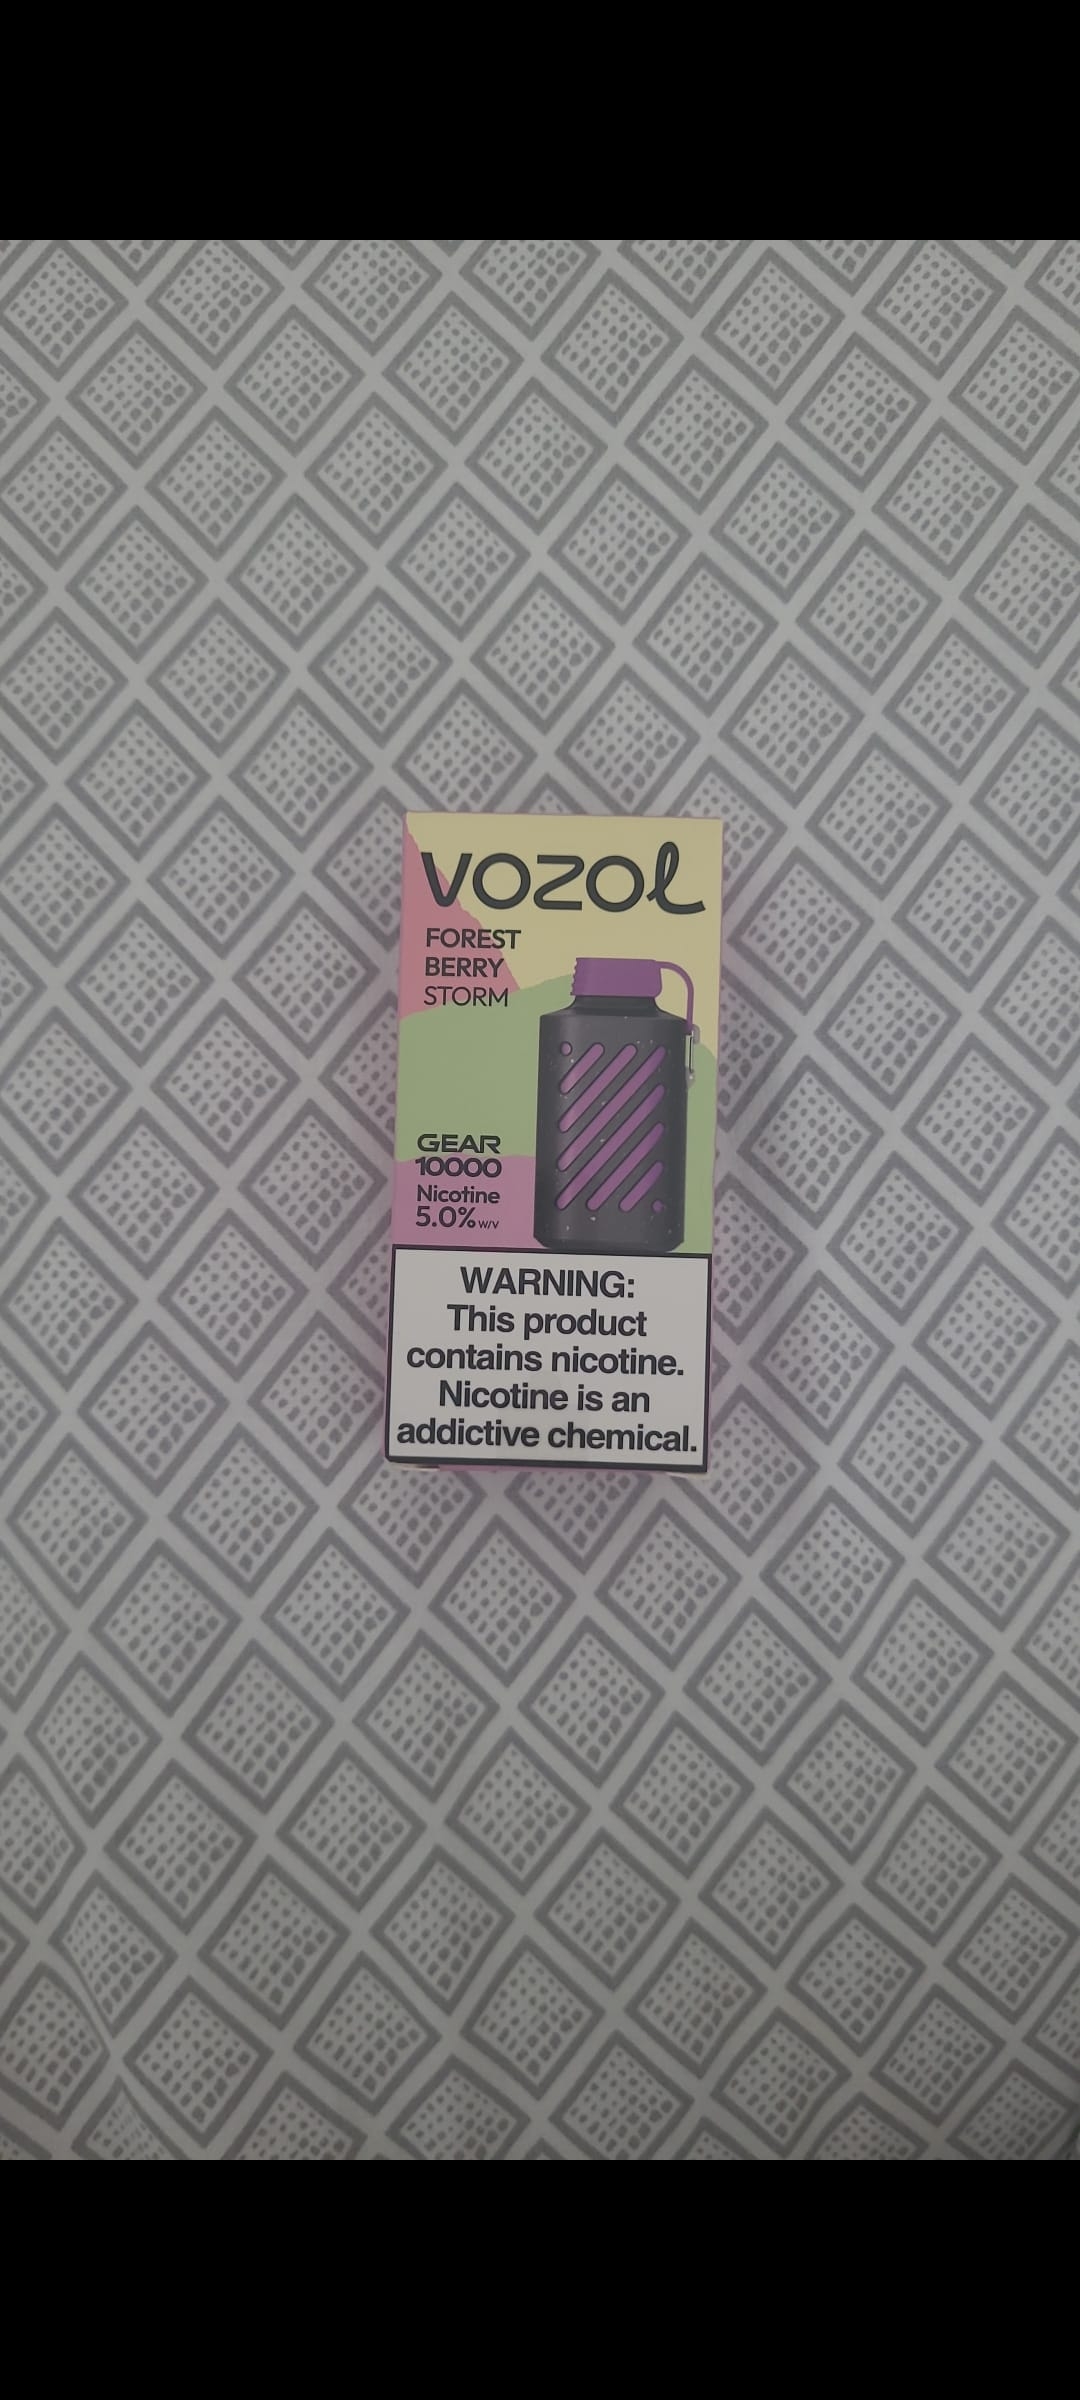 VOZOL
FOREST
BERRY
STORM
GEAR
10000
Nicotine
5.0% w/v
WARNING:
This product
contains nicotine.
Nicotine is an
addictive chemical.